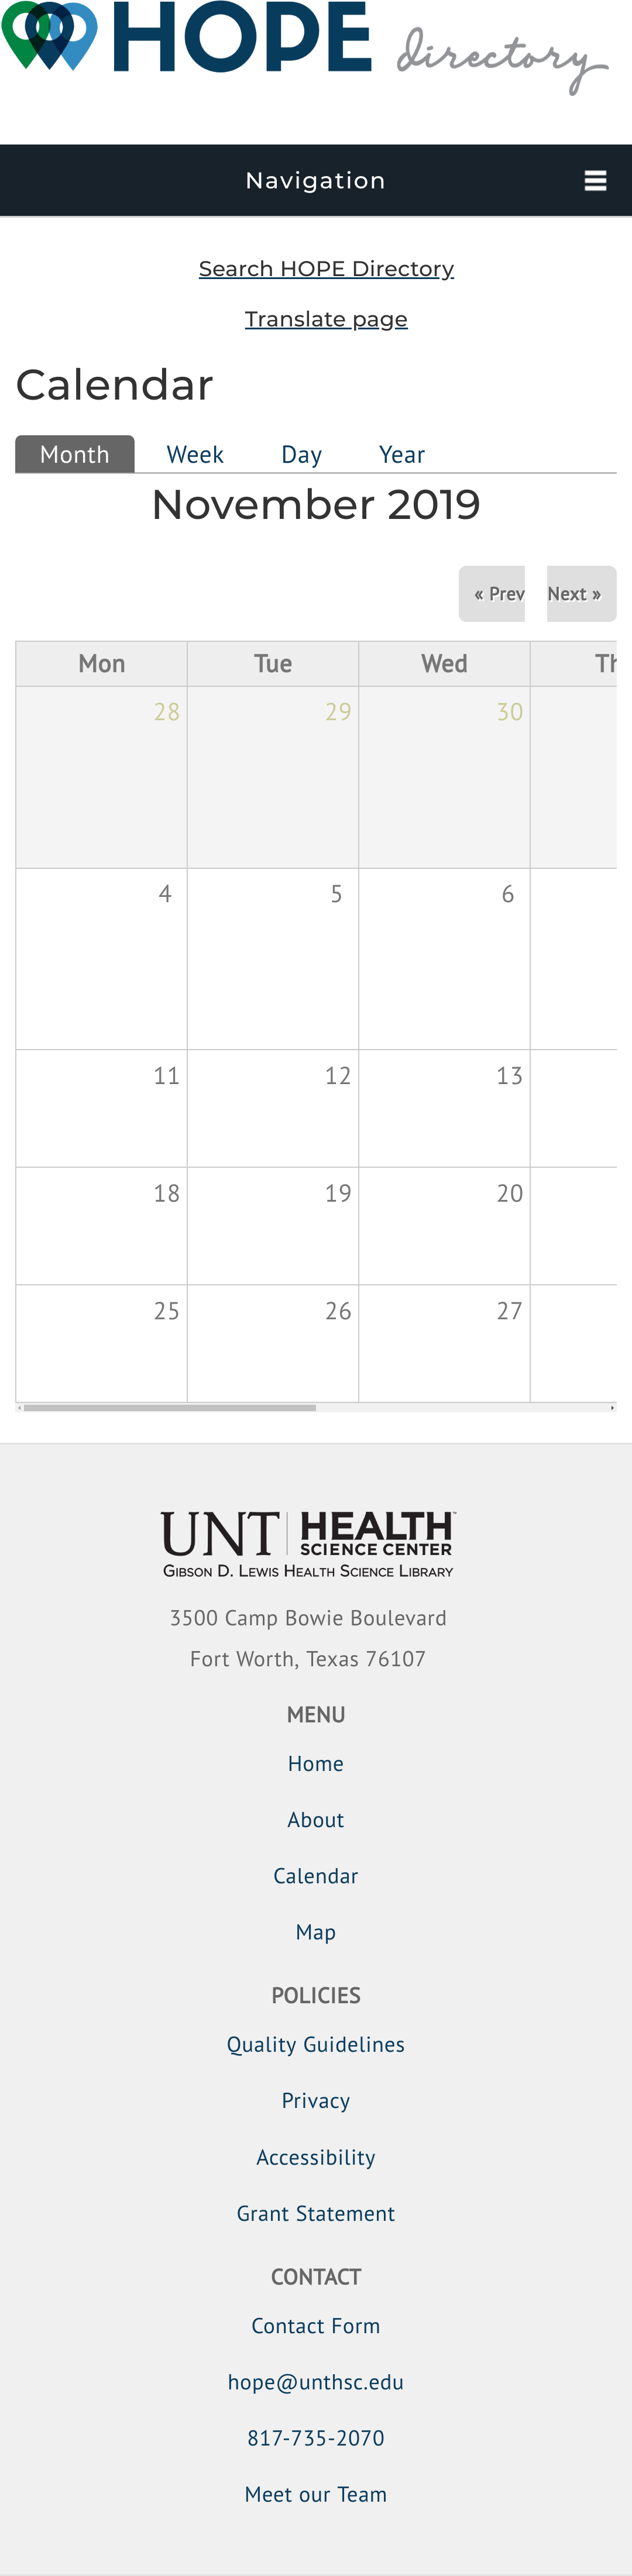 HOPE directory
Navigation
Search HOPE Directory
Translate page
Calendar
Month Week Day Year
November 2019
« Prev Next »
Mon Tue Wed Th
28 29 30
4 5 6
11 12 13
18 19 20
25 26 27
UNT HEALTH™
SCIENCE CENTER
GIBSON D. LEWIS HEALTH SCIENCE LIBRARY
3500 Camp Bowie Boulevard
Fort Worth, Texas 76107
MENU
Home
About
Calendar
Map
POLICIES
Quality Guidelines
Privacy
Accessibility
Grant Statement
CONTACT
Contact Form
hope@unthsc.edu
817-735-2070
Meet our Team